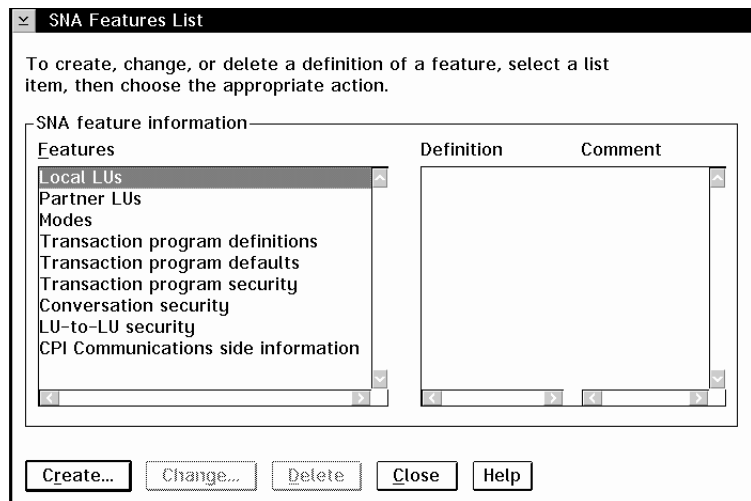 SNA Features List
To create, change, or delete a definition of a feature, select a list
item, then choose the appropriate action.
SNA feature information
Features
Definition
Comment
Local LUs
Partner LUs
Modes
Transaction program definitions
Transaction program defaults
Transaction program security
Conversation security
LU-to-LU security
CPI Communications side information
Create... Change... Delete Close Help